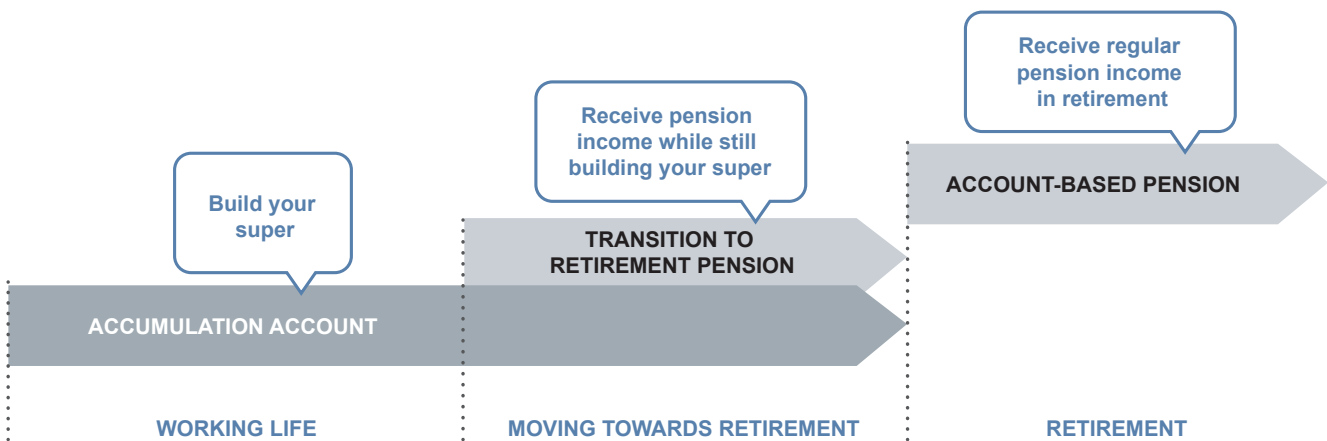 Receive regular
pension income
in retirement
Receive pension
income while still
building your super
ACCOUNT-BASED PENSION
Build your
super
TRANSITION TO
RETIREMENT PENSION
ACCUMULATION ACCOUNT
WORKING LIFE
MOVING TOWARDS RETIREMENT
RETIREMENT